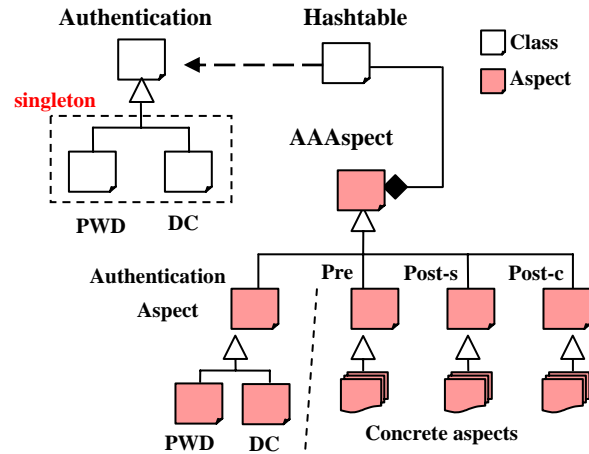 Authentication
Hashtable
Class
Aspect
singleton
AAAspect
PWD
DC
Authentication
Aspect
Pre
Post-s
Post-c
PWD
DC
Concrete aspects